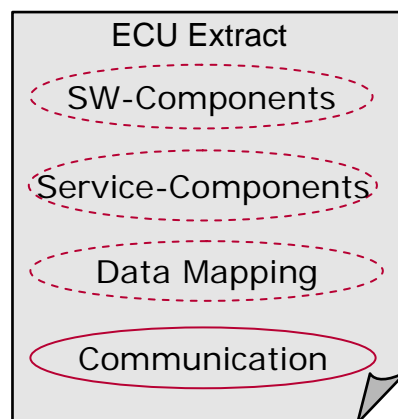 ECU Extract
SW-Components
Service-Components
Data Mapping
Communication